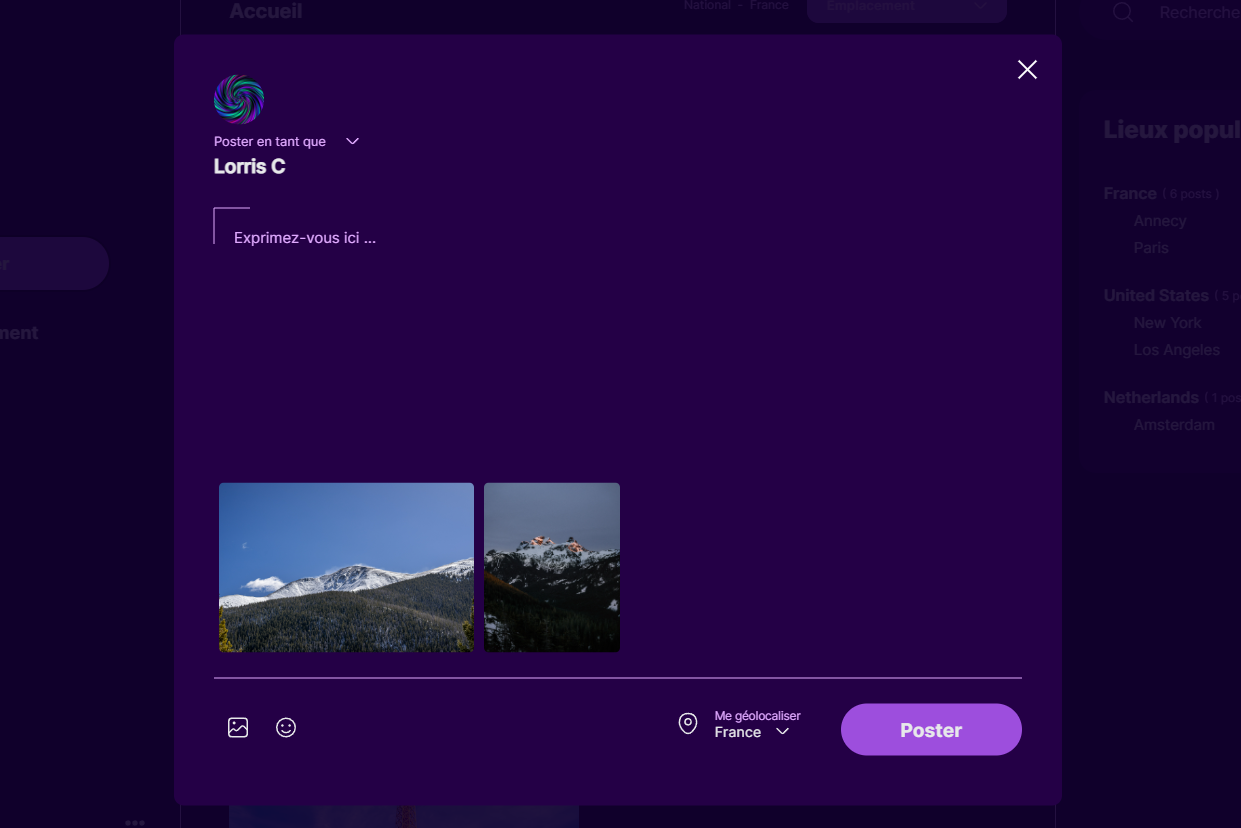 Accueil
National - France
Emplacement
Recherche
Poster en tant que
Lorris C
Exprimez-vous ici ...
Me géolocaliser
France
Poster
er
ment
Lieux popul
France ( 6 posts )
Annecy
Paris
United States ( 5 p
New York
Los Angeles
Netherlands ( 1 pos
Amsterdam